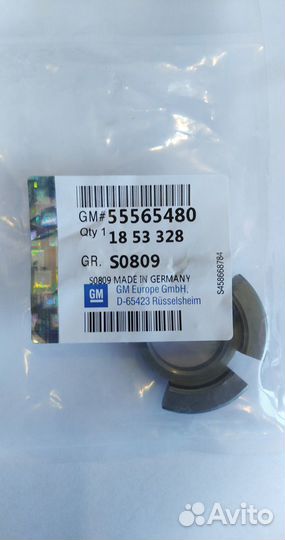 GM# 55565480
Qty 1 18 53 328
GR. S0809
S0809 MADE IN GERMANY
GM GM Europe GmbH,
D-65423 Rüsselsheim
S458668784
Avito